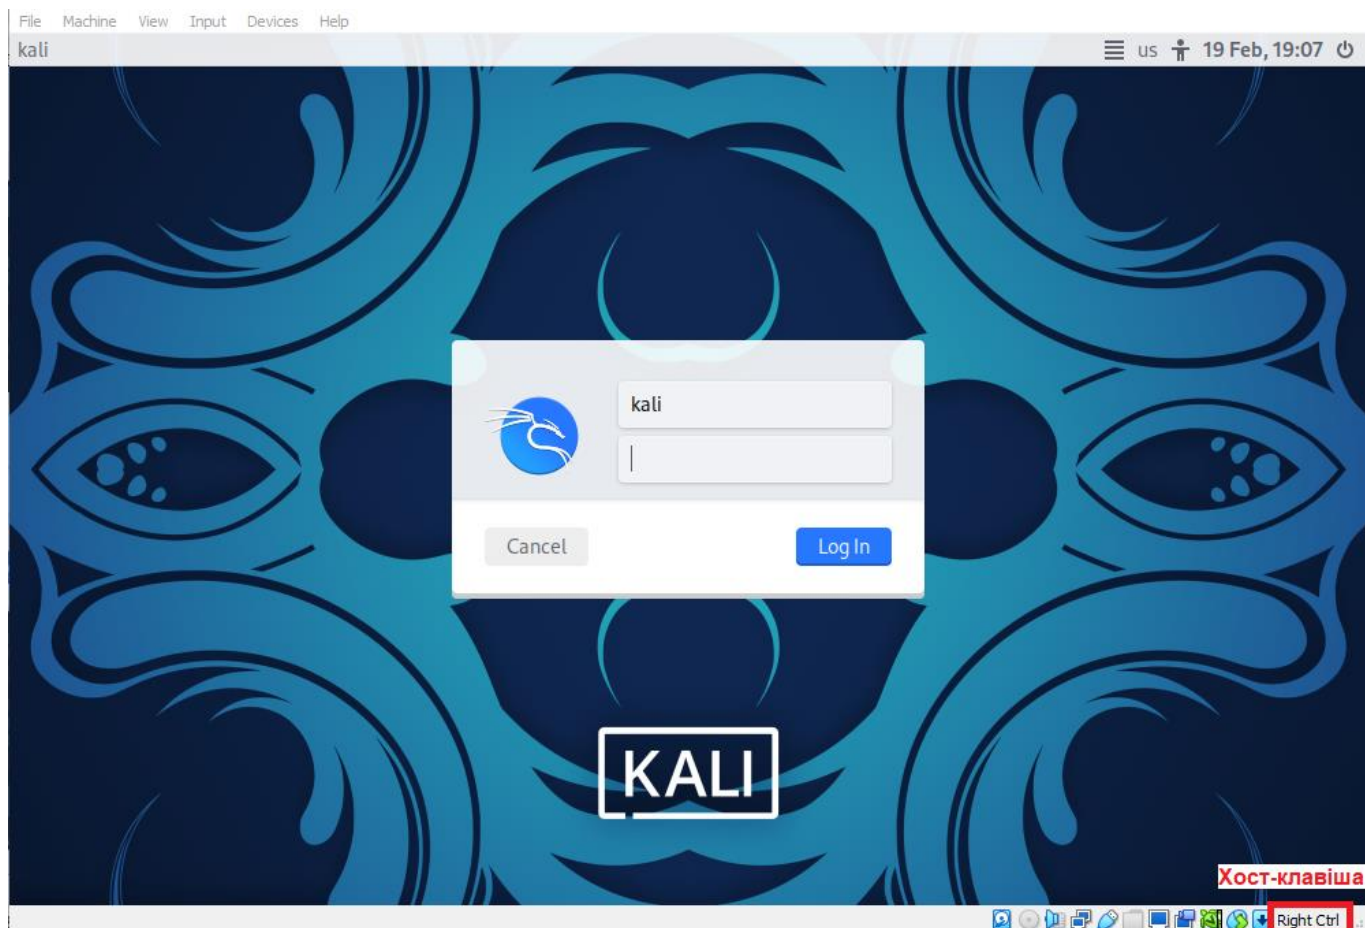 File Machine View Input Devices Help
kali us 19 Feb, 19:07
kali
Cancel Log In
KALI
Хост-клавіша
Right Ctrl